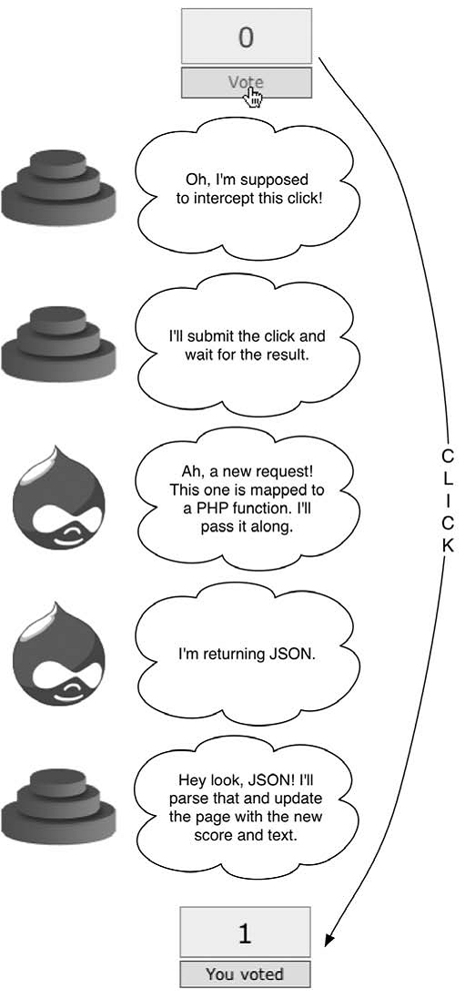 0
Vote
Oh, I'm supposed
to intercept this click!
I'll submit the click and
wait for the result.
Ah, a new request!
This one is mapped to
a PHP function. I'll
pass it along.
I'm returning JSON.
Hey look, JSON! I'll
parse that and update
the page with the new
score and text.
CLICK
1
You voted